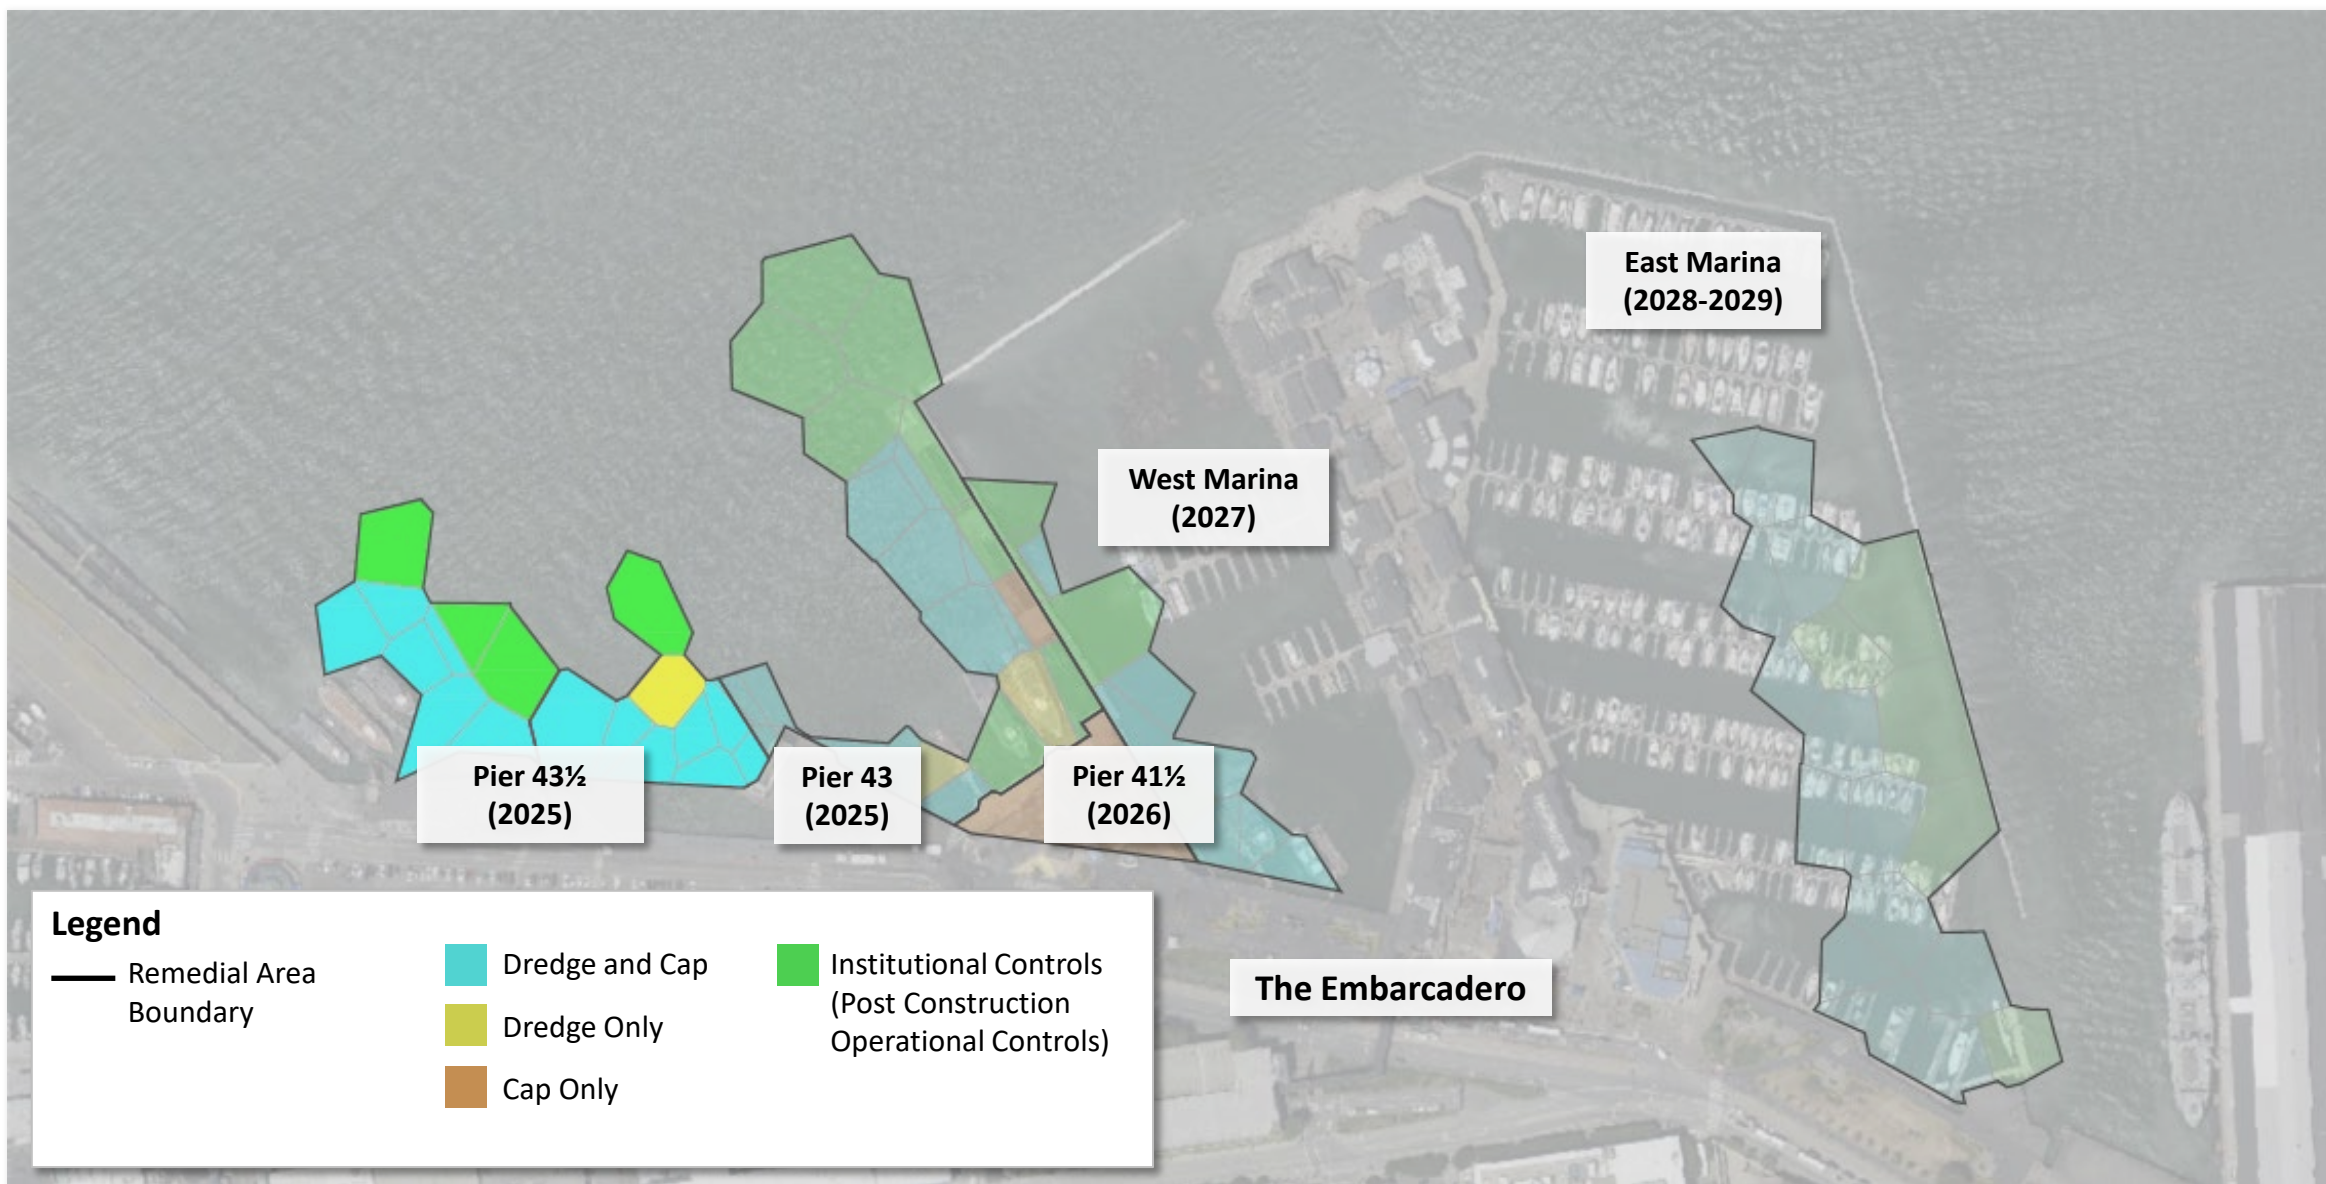 East Marina
(2028-2029)
West Marina
(2027)
Pier 43½
(2025)
Pier 43
(2025)
Pier 41½
(2026)
The Embarcadero
Legend
Remedial Area
Boundary
Dredge and Cap
Dredge Only
Cap Only
Institutional Controls
(Post Construction
Operational Controls)